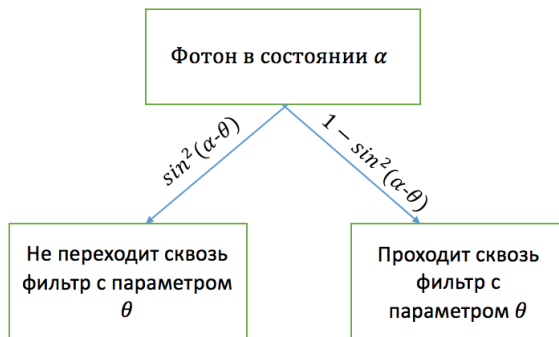 Фотон в состоянии α
sin²(α-θ)
1 − sin²(α-θ)
Не переходит сквозь
фильтр с параметром
θ
Проходит сквозь
фильтр с
параметром θ